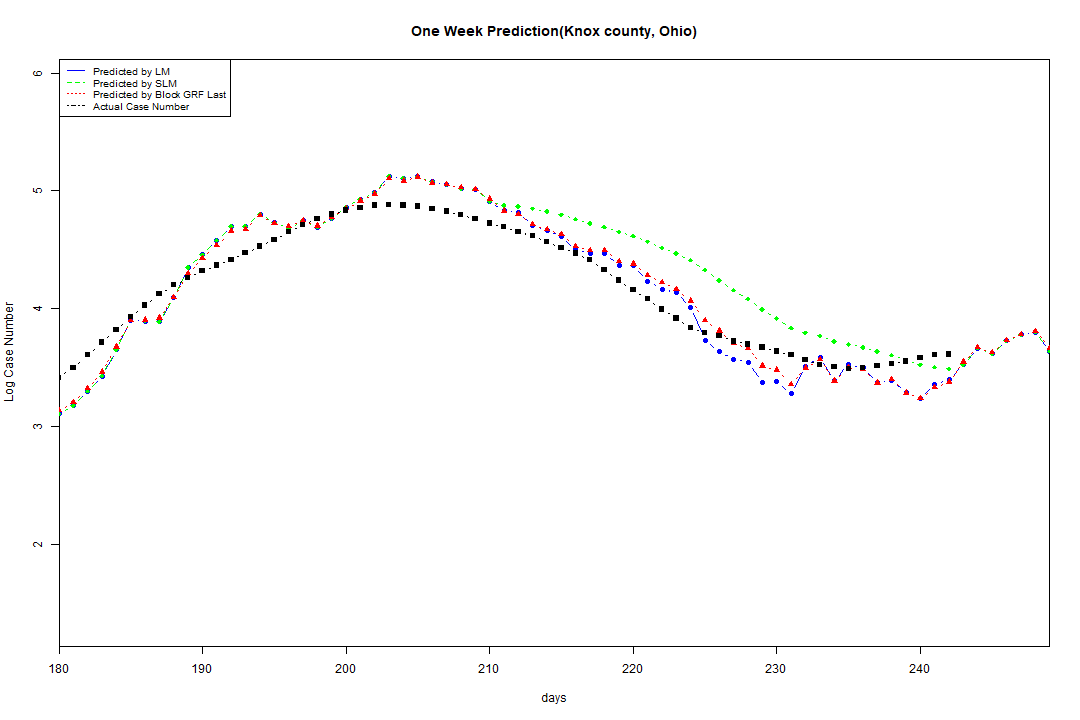 One Week Prediction(Knox county, Ohio)
Predicted by LM
Predicted by SLM
Predicted by Block GRF Last
Actual Case Number
6
5
4
3
2
Log Case Number
180 190 200 210 220 230 240
days